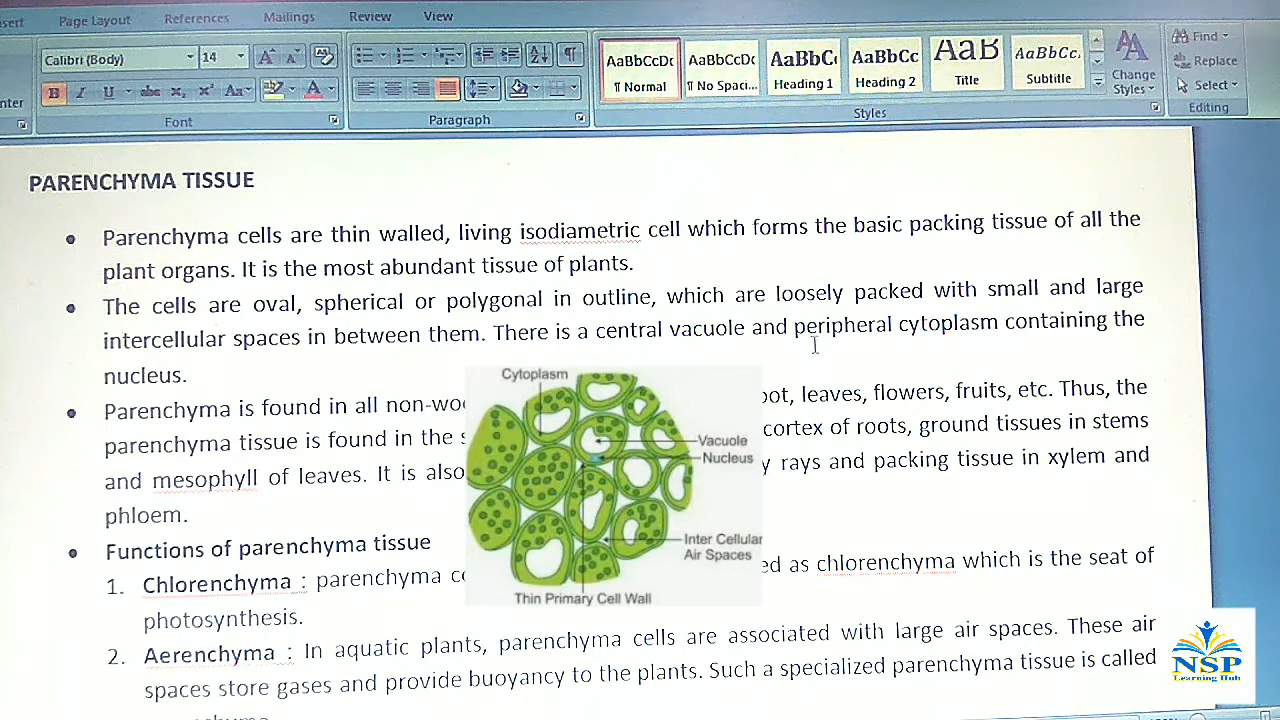 sert Page Layout References Mailings Review View
Calibri (Body) 14
B I U abc x₂ x² Aa A
AaBbCcDc AaBbCcDc AaBbC AaBbCc AaB AaBbCc.
¶ Normal ¶ No Spaci... Heading 1 Heading 2 Title Subtitle
Change Styles
Find
Replace
Select
nter Font Paragraph Styles Editing
PARENCHYMA TISSUE
• Parenchyma cells are thin walled, living isodiametric cell which forms the basic packing tissue of all the
plant organs. It is the most abundant tissue of plants.
• The cells are oval, spherical or polygonal in outline, which are loosely packed with small and large
intercellular spaces in between them. There is a central vacuole and peripheral cytoplasm containing the
nucleus.
• Parenchyma is found in all non-wo oot, leaves, flowers, fruits, etc. Thus, the
parenchyma tissue is found in the s cortex of roots, ground tissues in stems
and mesophyll of leaves. It is also y rays and packing tissue in xylem and
phloem.
• Functions of parenchyma tissue
1. Chlorenchyma : parenchyma co ed as chlorenchyma which is the seat of
photosynthesis.
2. Aerenchyma : In aquatic plants, parenchyma cells are associated with large air spaces. These air
spaces store gases and provide buoyancy to the plants. Such a specialized parenchyma tissue is called
Cytoplasm
Vacuole
Nucleus
Inter Cellular
Air Spaces
Thin Primary Cell Wall
NSP
Learning Hub